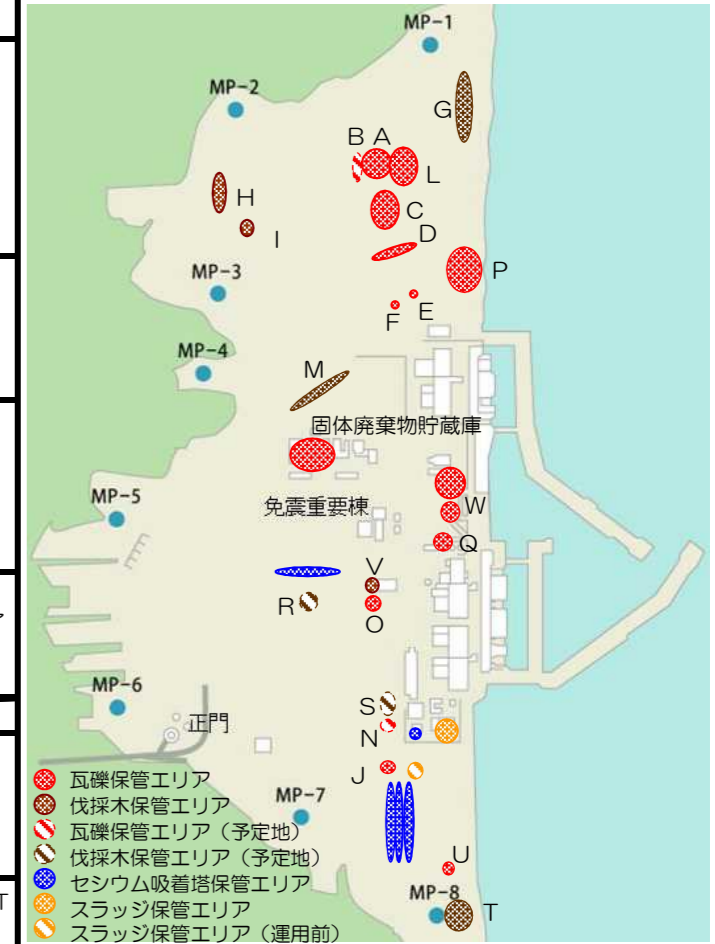 MP-1
MP-2
G
B A
L
H
C
I
D
MP-3
P
E
F
MP-4
M
固体廃棄物貯蔵庫
MP-5
免震重要棟
W
Q
V
R
O
MP-6
S
正門
N
J
瓦礫保管エリア
伐採木保管エリア
MP-7
瓦礫保管エリア（予定地）
伐採木保管エリア（予定地）
U
セシウム吸着塔保管エリア
MP-8
スラッジ保管エリア
T
スラッジ保管エリア（運用前）
T